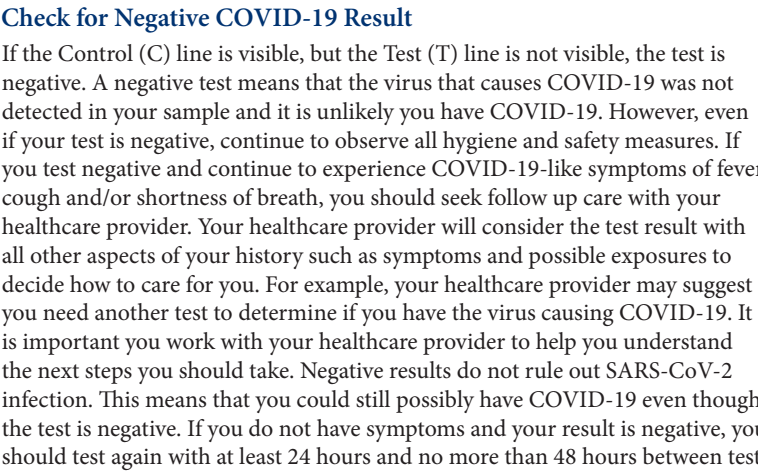 Check for Negative COVID-19 Result
If the Control (C) line is visible, but the Test (T) line is not visible, the test is
negative. A negative test means that the virus that causes COVID-19 was not
detected in your sample and it is unlikely you have COVID-19. However, even
if your test is negative, continue to observe all hygiene and safety measures. If
you test negative and continue to experience COVID-19-like symptoms of fever
cough and/or shortness of breath, you should seek follow up care with your
healthcare provider. Your healthcare provider will consider the test result with
all other aspects of your history such as symptoms and possible exposures to
decide how to care for you. For example, your healthcare provider may suggest
you need another test to determine if you have the virus causing COVID-19. It
is important you work with your healthcare provider to help you understand
the next steps you should take. Negative results do not rule out SARS-CoV-2
infection. This means that you could still possibly have COVID-19 even though
the test is negative. If you do not have symptoms and your result is negative, you
should test again with at least 24 hours and no more than 48 hours between test